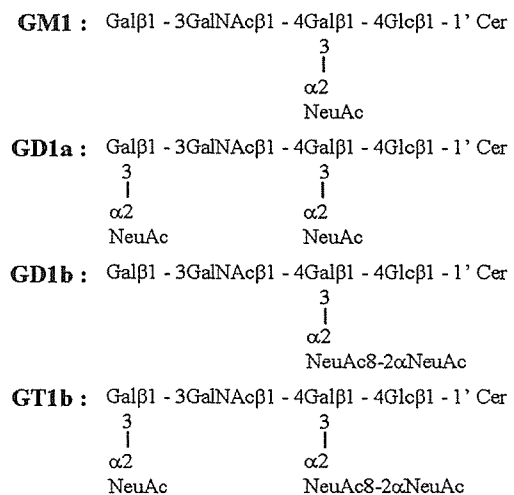 GM1 : Galβ1 - 3GalNAcβ1 - 4Galβ1 - 4Glcβ1 - 1' Cer
3
α2
NeuAc
GD1a : Galβ1 - 3GalNAcβ1 - 4Galβ1 - 4Glcβ1 - 1' Cer
3 3
α2 α2
NeuAc NeuAc
GD1b : Galβ1 - 3GalNAcβ1 - 4Galβ1 - 4Glcβ1 - 1' Cer
3
α2
NeuAc8-2αNeuAc
GT1b : Galβ1 - 3GalNAcβ1 - 4Galβ1 - 4Glcβ1 - 1' Cer
3 3
α2 α2
NeuAc NeuAc8-2αNeuAc